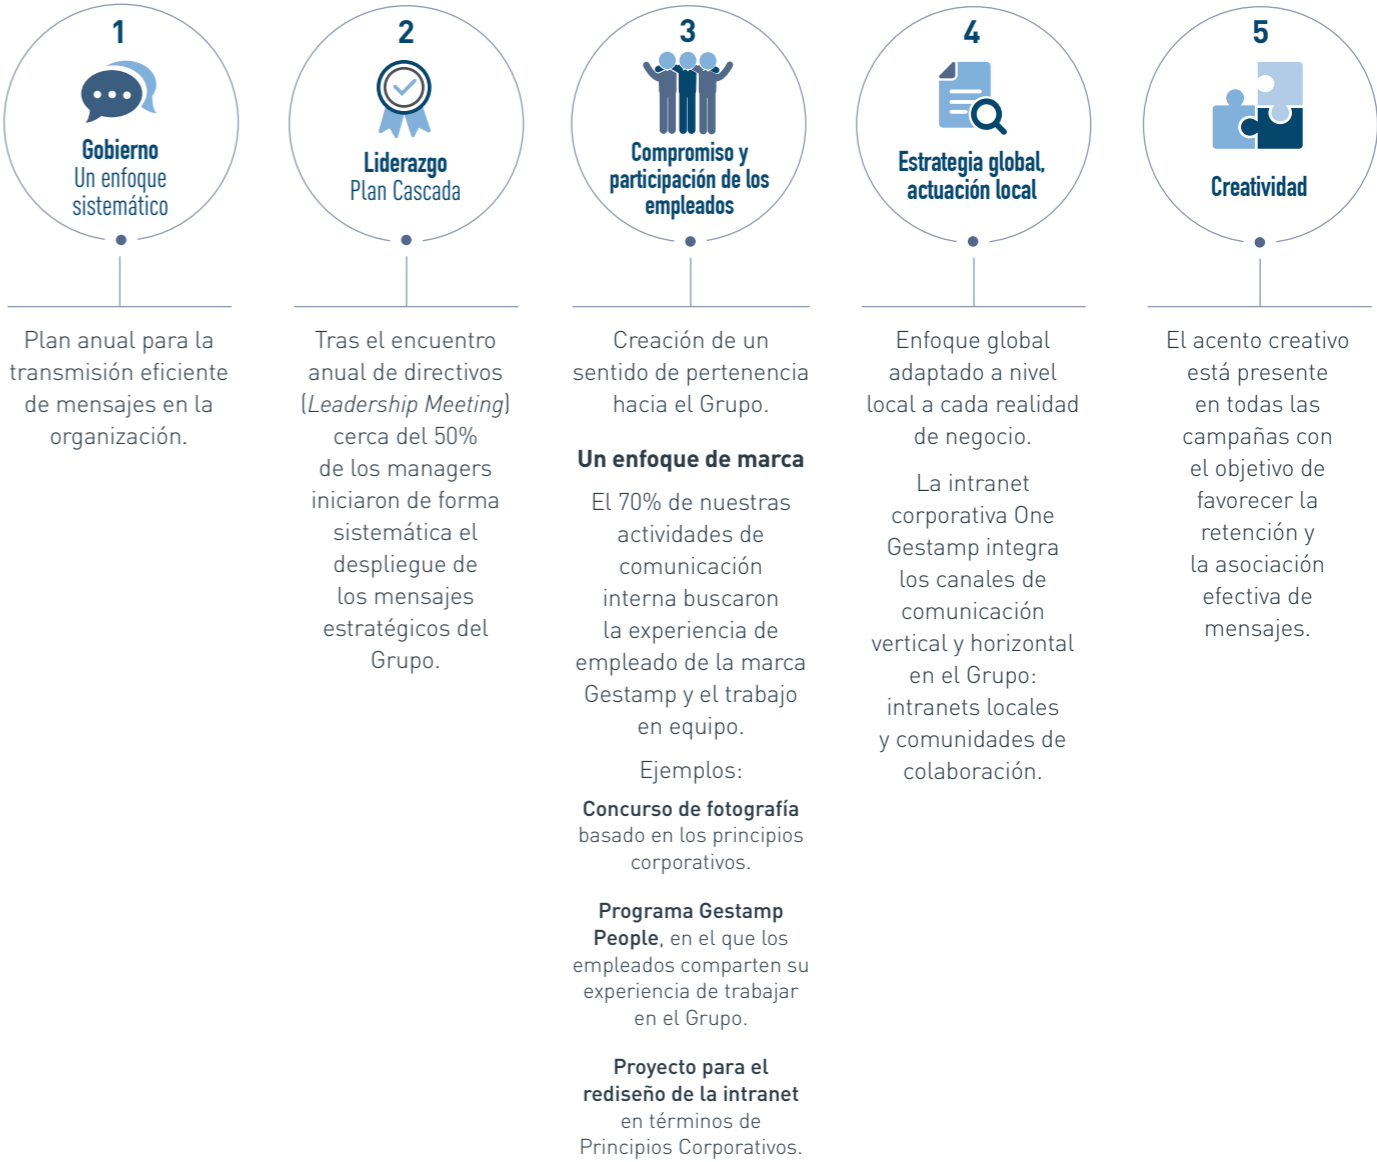 1
Gobierno
Un enfoque
sistemático
Plan anual para la
transmisión eficiente
de mensajes en la
organización.
2
Liderazgo
Plan Cascada
Tras el encuentro
anual de directivos
(Leadership Meeting)
cerca del 50%
de los managers
iniciaron de forma
sistemática el
despliegue de
los mensajes
estratégicos del
Grupo.
3
Compromiso y
participación de los
empleados
Creación de un
sentido de pertenencia
hacia el Grupo.
Un enfoque de marca
El 70% de nuestras
actividades de
comunicación
interna buscaron
la experiencia de
empleado de la marca
Gestamp y el trabajo
en equipo.
Ejemplos:
Concurso de fotografía
basado en los principios
corporativos.
Programa Gestamp
People, en el que los
empleados comparten su
experiencia de trabajar
en el Grupo.
Proyecto para el
rediseño de la intranet
en términos de
Principios Corporativos.
4
Estrategia global,
actuación local
Enfoque global
adaptado a nivel
local a cada realidad
de negocio.
La intranet
corporativa One
Gestamp integra
los canales de
comunicación
vertical y horizontal
en el Grupo:
intranets locales
y comunidades de
colaboración.
5
Creatividad
El acento creativo
está presente
en todas las
campañas con
el objetivo de
favorecer la
retención y
la asociación
efectiva de
mensajes.